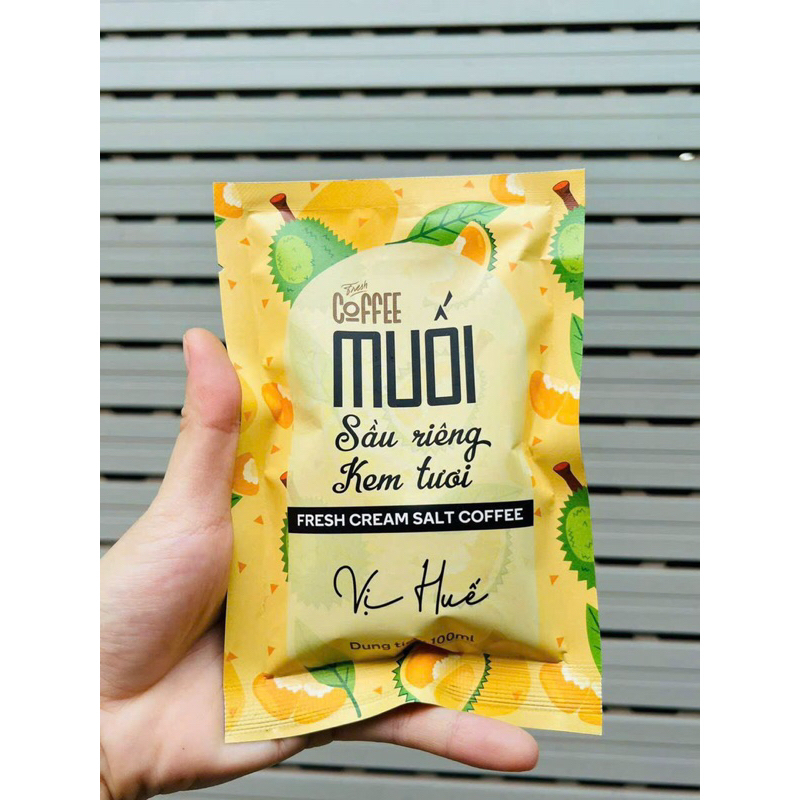 Fresh
COFFEE
MUỐI
Sầu riêng
Kem tươi
FRESH CREAM SALT COFFEE
Vị Huế
Dung tích 100ml